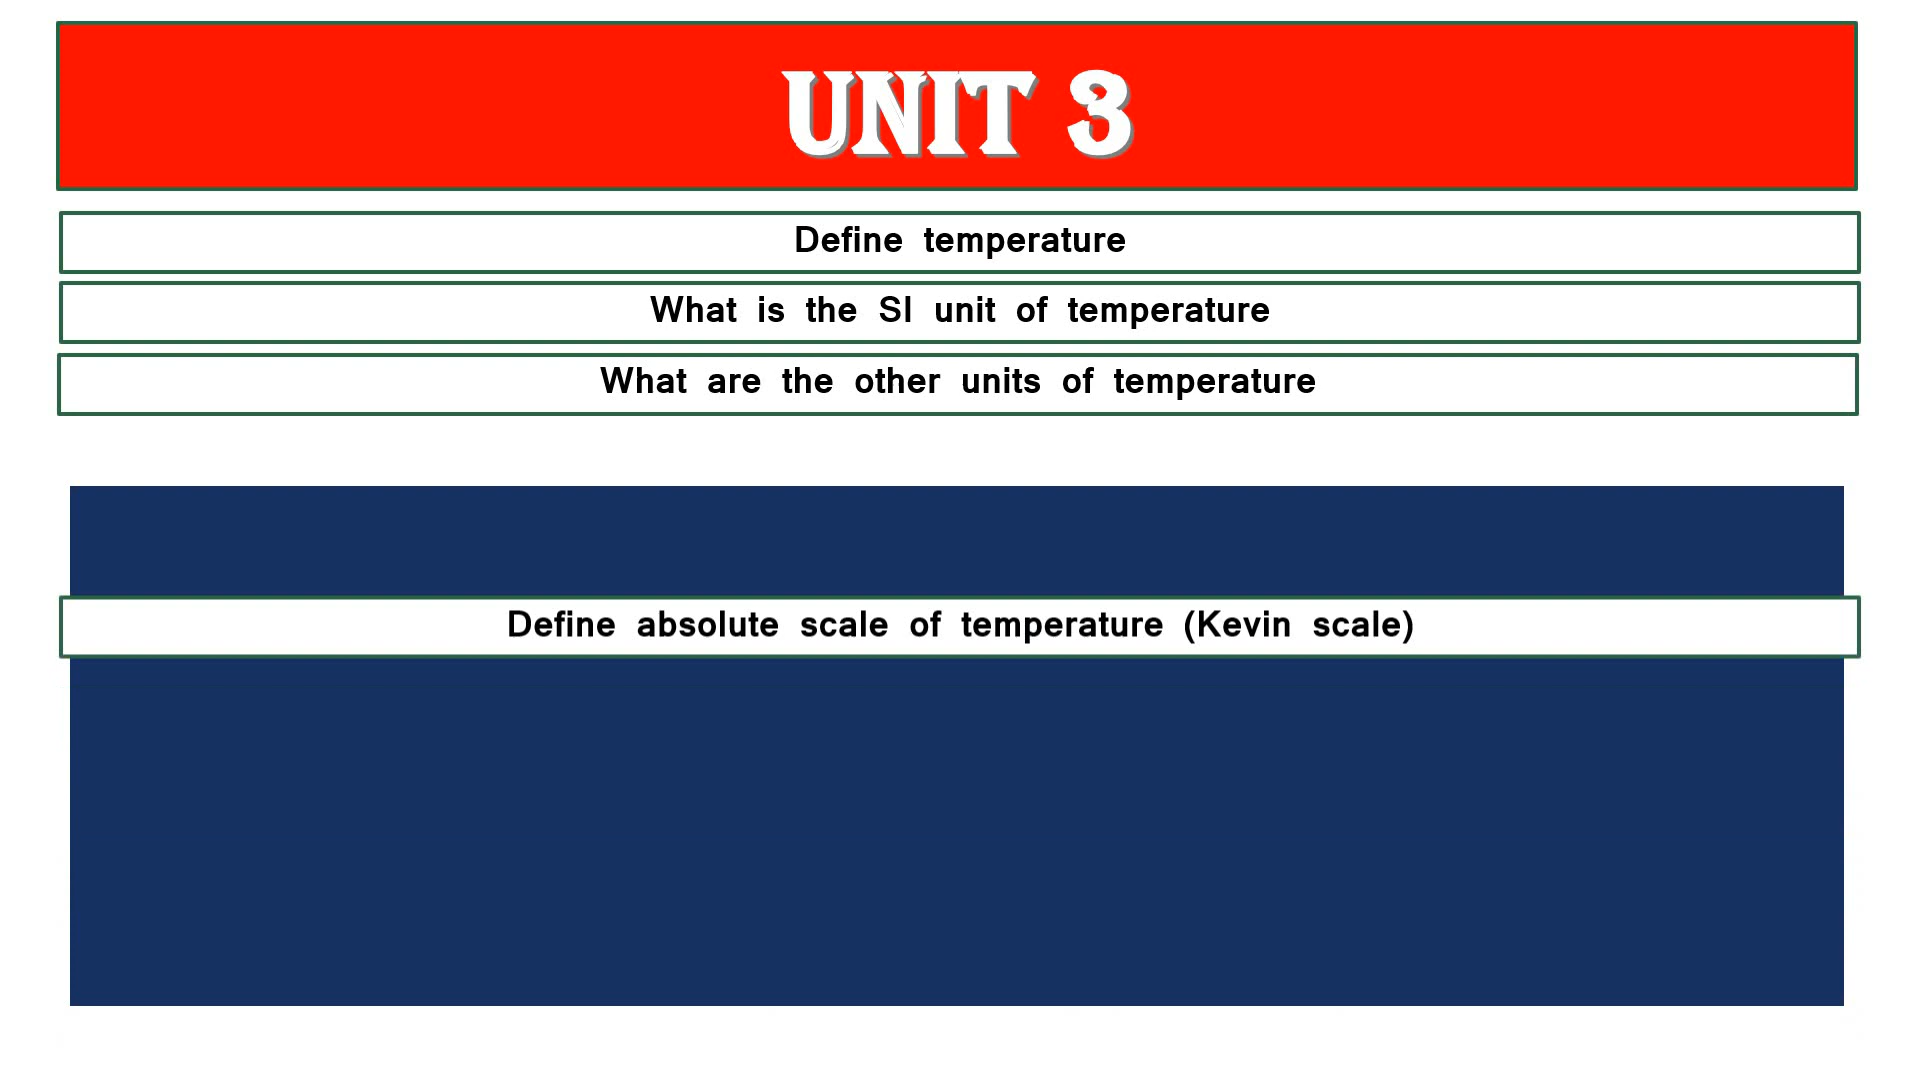 UNIT 3
Define temperature
What is the SI unit of temperature
What are the other units of temperature
Define absolute scale of temperature (Kevin scale)